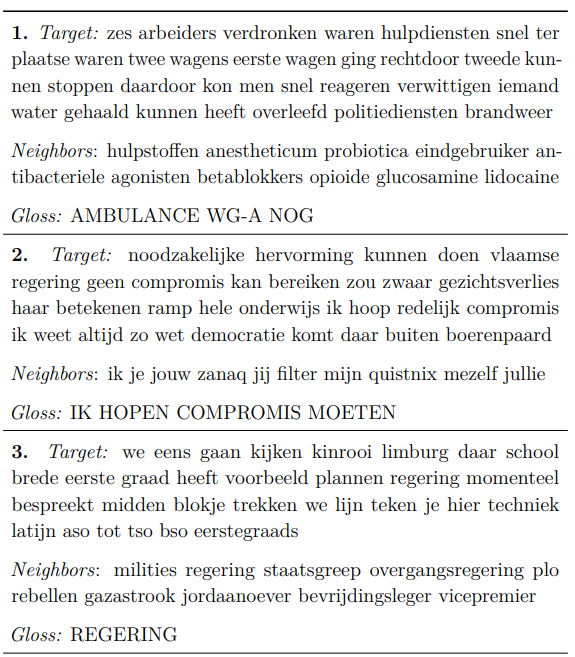 1. Target: zes arbeiders verdronken waren hulpdiensten snel ter
plaatse waren twee wagens eerste wagen ging rechtdoor tweede kun-
nen stoppen daardoor kon men snel reageren verwittigen iemand
water gehaald kunnen heeft overleefd politiediensten brandweer
Neighbors: hulpstoffen anestheticum probiotica eindgebruiker an-
tibacteriele agonisten betablokkers opioide glucosamine lidocaine
Gloss: AMBULANCE WG-A NOG
2. Target: noodzakelijke hervorming kunnen doen vlaamse
regering geen compromis kan bereiken zou zwaar gezichtsverlies
haar betekenen ramp hele onderwijs ik hoop redelijk compromis
ik weet altijd zo wet democratie komt daar buiten boerenpaard
Neighbors: ik je jouw zanaq jij filter mijn quistnix mezelf jullie
Gloss: IK HOPEN COMPROMIS MOETEN
3. Target: we eens gaan kijken kinrooi limburg daar school
brede eerste graad heeft voorbeeld plannen regering momenteel
bespreekt midden blokje trekken we lijn teken je hier techniek
latijn aso tot tso bso eerstegraads
Neighbors: milities regering staatsgreep overgangsregering plo
rebellen gazastrook jordaanoever bevrijdingsleger vicepremier
Gloss: REGERING